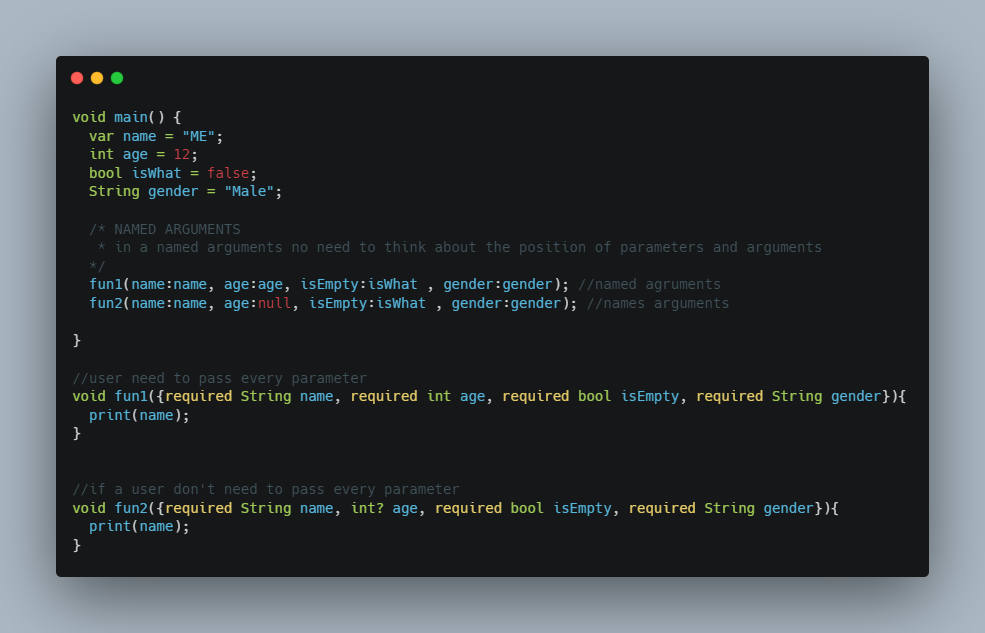 void main() {
  var name = "ME";
  int age = 12;
  bool isWhat = false;
  String gender = "Male";
  /* NAMED ARGUMENTS
   * in a named arguments no need to think about the position of parameters and arguments
  */
  fun1(name:name, age:age, isEmpty:isWhat , gender:gender); //named agruments
  fun2(name:name, age:null, isEmpty:isWhat , gender:gender); //names arguments
}
//user need to pass every parameter
void fun1({required String name, required int age, required bool isEmpty, required String gender}){
  print(name);
}
//if a user don't need to pass every parameter
void fun2({required String name, int? age, required bool isEmpty, required String gender}){
  print(name);
}